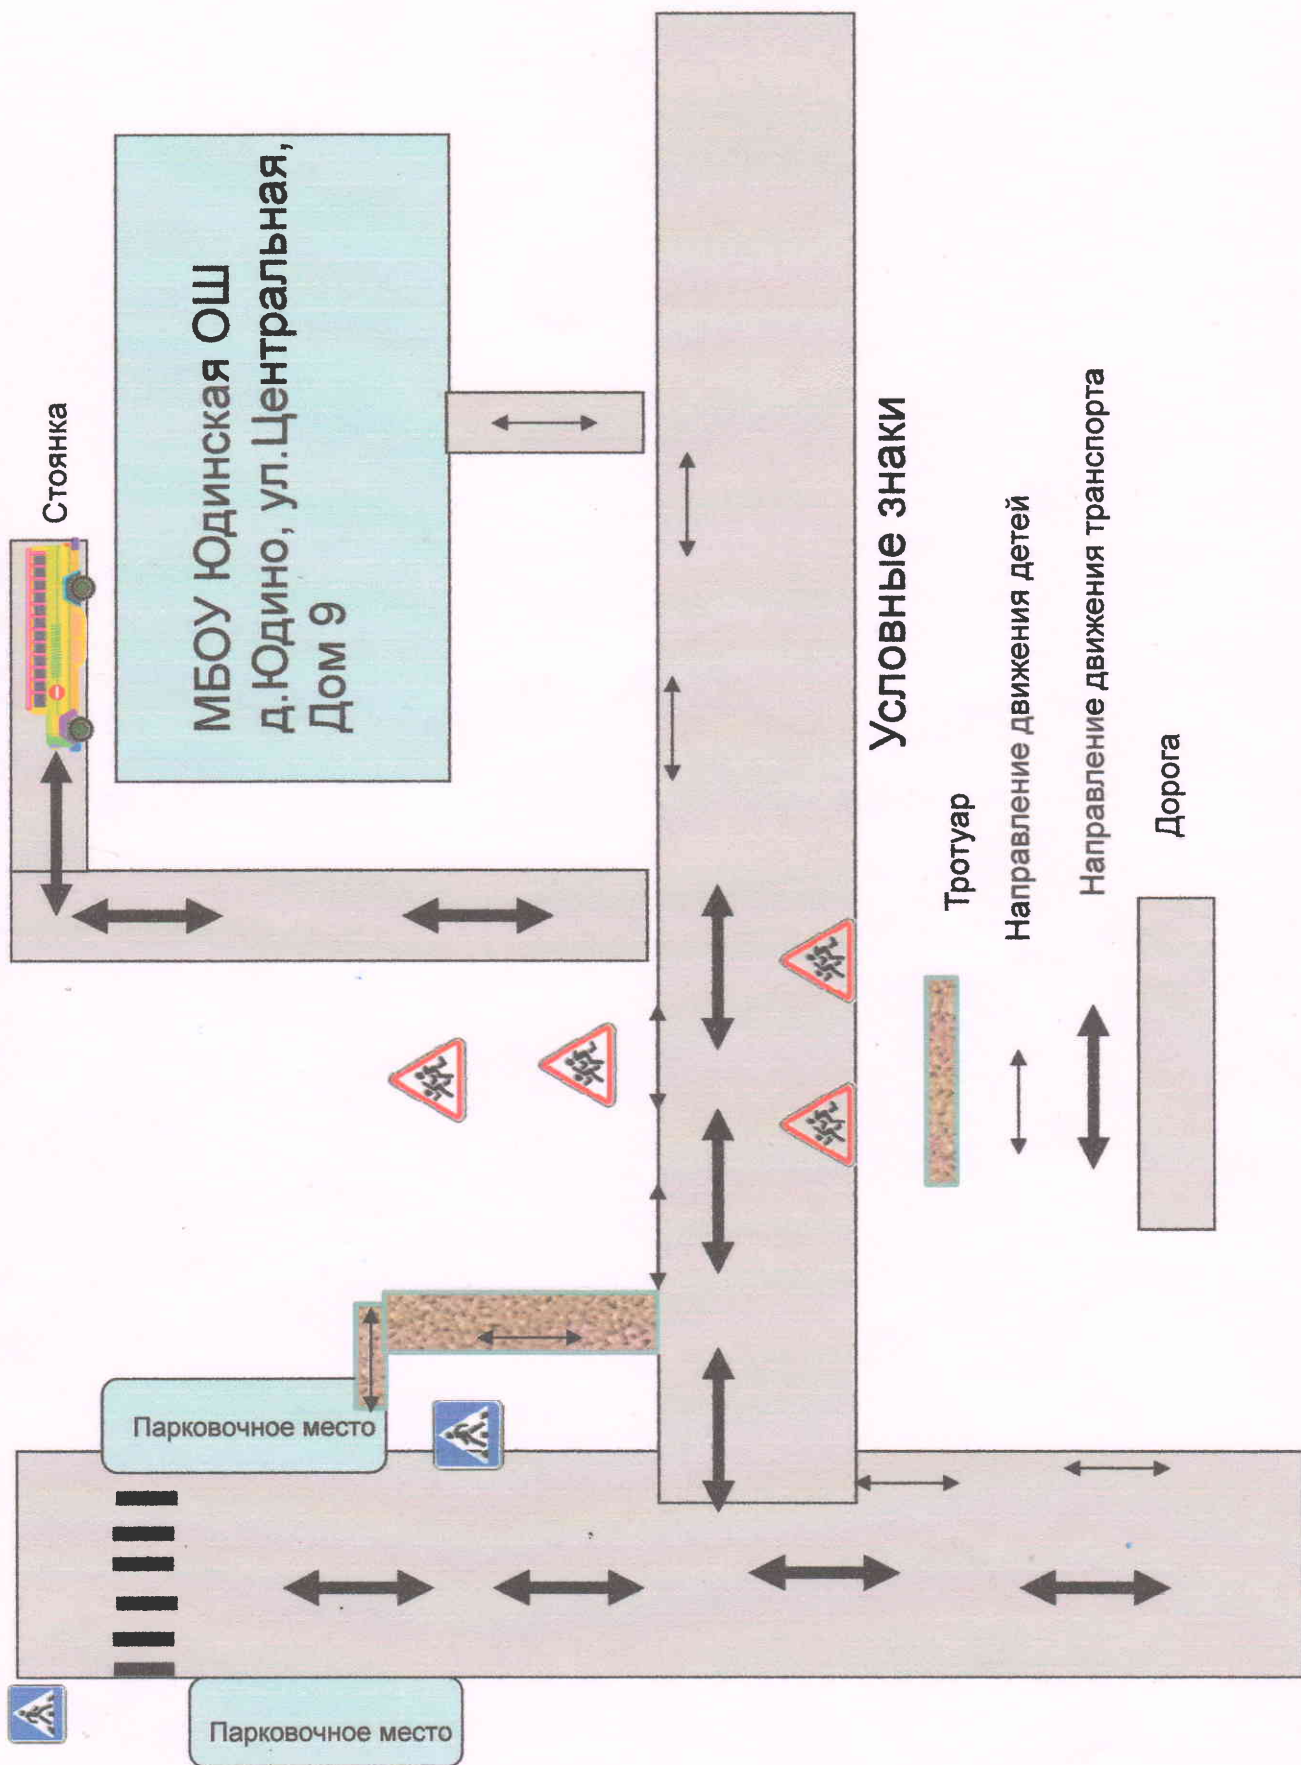 Стоянка
МБОУ Юдинская ОШ
д.Юдино, ул.Центральная,
Дом 9
Парковочное место
Парковочное место
Условные знаки
Тротуар
Направление движения детей
Направление движения транспорта
Дорога